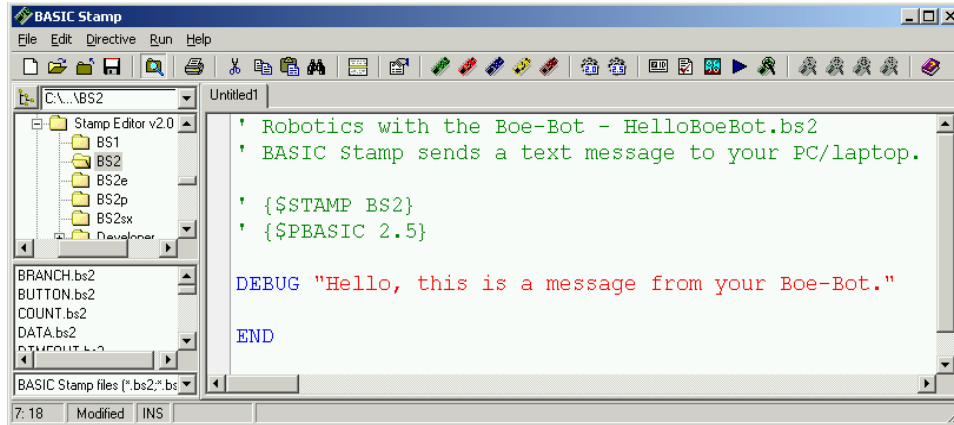 BASIC Stamp
File Edit Directive Run Help
C:\...\BS2
Untitled1
Stamp Editor v2.0
BS1
BS2
BS2e
BS2p
BS2sx
Developer
BRANCH.bs2
BUTTON.bs2
COUNT.bs2
DATA.bs2
BASIC Stamp files (*.bs2;*.bs
' Robotics with the Boe-Bot - HelloBoeBot.bs2
' BASIC Stamp sends a text message to your PC/laptop.
' {$STAMP BS2}
' {$PBASIC 2.5}
DEBUG "Hello, this is a message from your Boe-Bot."
END
7: 18 Modified INS